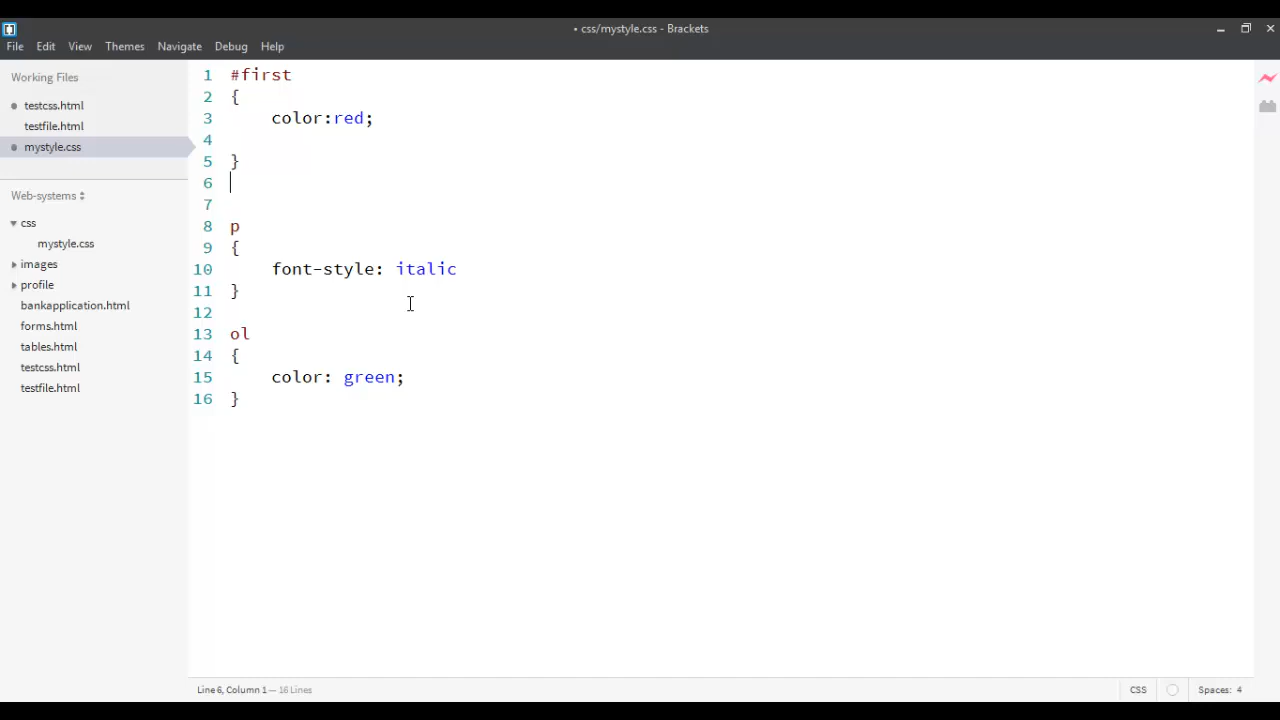 • css/mystyle.css - Brackets
File Edit View Themes Navigate Debug Help
Working Files
testcss.html
testfile.html
mystyle.css
Web-systems
css
mystyle.css
images
profile
bankapplication.html
forms.html
tables.html
testcss.html
testfile.html
1 #first
2 {
3 color:red;
4
5 }
6
7
8 p
9 {
10 font-style: italic
11 }
12
13 ol
14 {
15 color: green;
16 }
Line 6, Column 1 — 16 Lines
CSS
Spaces: 4